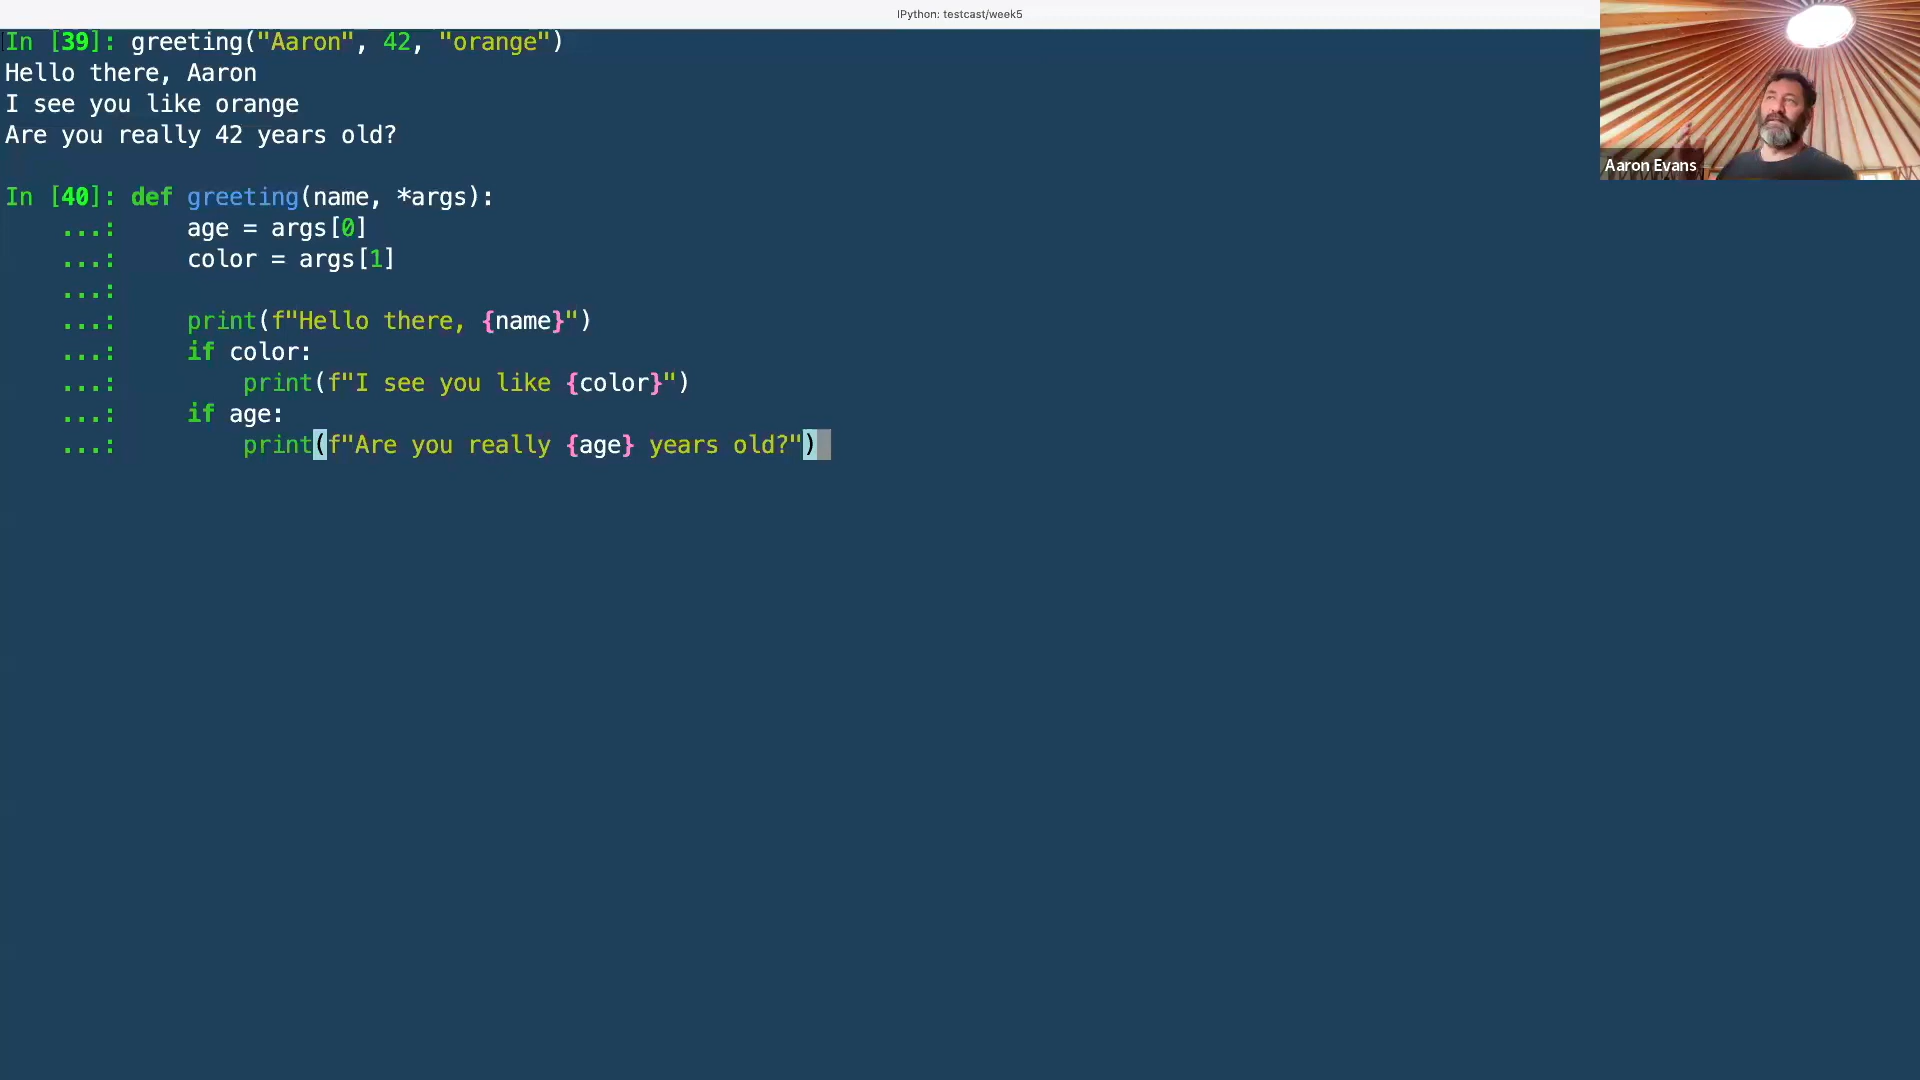 IPython: testcast/week5
In [39]: greeting("Aaron", 42, "orange")
Hello there, Aaron
I see you like orange
Are you really 42 years old?
In [40]: def greeting(name, *args):
...:     age = args[0]
...:     color = args[1]
...:
...:     print(f"Hello there, {name}")
...:     if color:
...:         print(f"I see you like {color}")
...:     if age:
...:         print(f"Are you really {age} years old?")
Aaron Evans